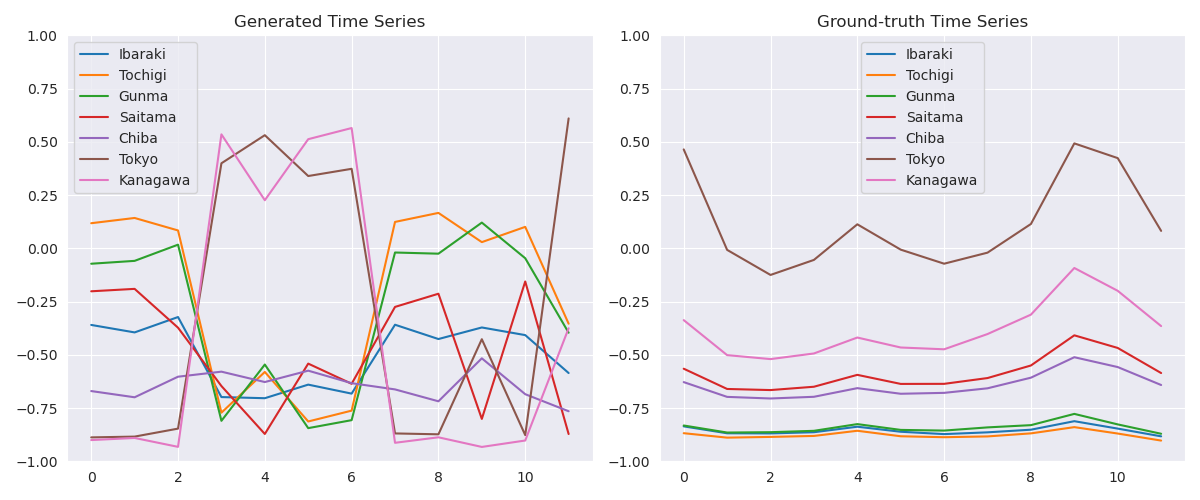 Generated Time Series
1.00
0.75
0.50
0.25
0.00
−0.25
−0.50
−0.75
−1.00
0 2 4 6 8 10
Ibaraki
Tochigi
Gunma
Saitama
Chiba
Tokyo
Kanagawa
Ground-truth Time Series
1.00
0.75
0.50
0.25
0.00
−0.25
−0.50
−0.75
−1.00
0 2 4 6 8 10
Ibaraki
Tochigi
Gunma
Saitama
Chiba
Tokyo
Kanagawa